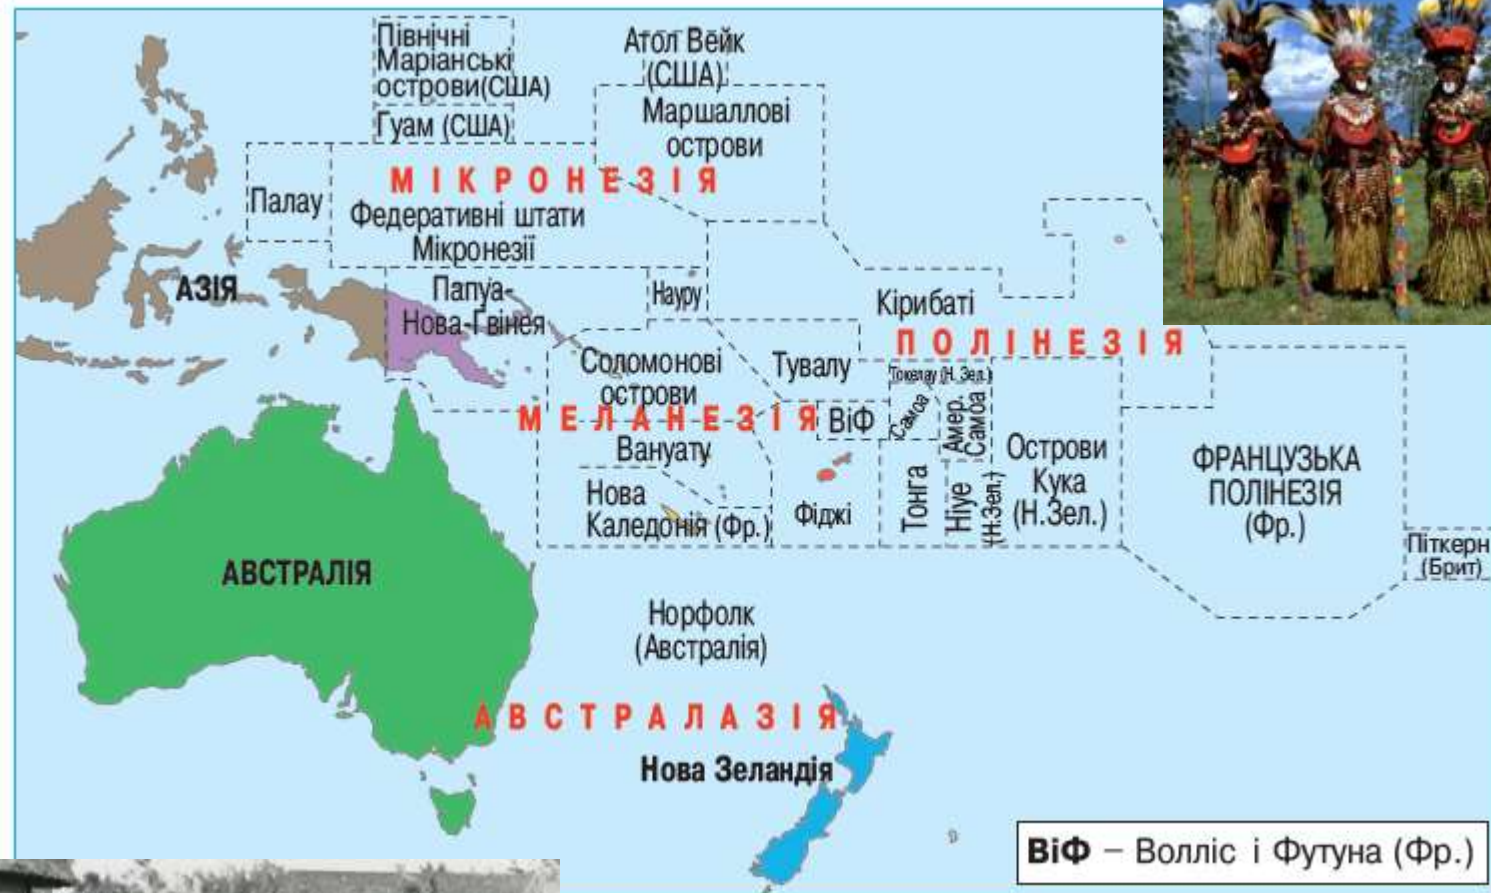 Північні
Маріанські
острови(США)
Гуам (США)
Атол Вейк
(США)
Маршаллові
острови
МІКРОНЕЗІЯ
Палау
Федеративні штати
Мікронезії
АЗІЯ
Папуа-
Нова-Ґвінея
Науру
Кірибаті
ПОЛІНЕЗІЯ
Соломонові
острови
Тувалу
Токелау (Н. Зел.)
МЕЛАНЕЗІЯ
ВіФ
Самоа
Амер.
Самоа
Вануату
Острови
Кука
(Н.Зел.)
ФРАНЦУЗЬКА
ПОЛІНЕЗІЯ
(Фр.)
Нова
Каледонія (Фр.)
Фіджі
Тонга
Ніуе
(Н.Зел.)
Піткерн
(Брит)
АВСТРАЛІЯ
Норфолк
(Австралія)
АВСТРАЛАЗІЯ
Нова Зеландія
ВіФ – Волліс і Футуна (Фр.)